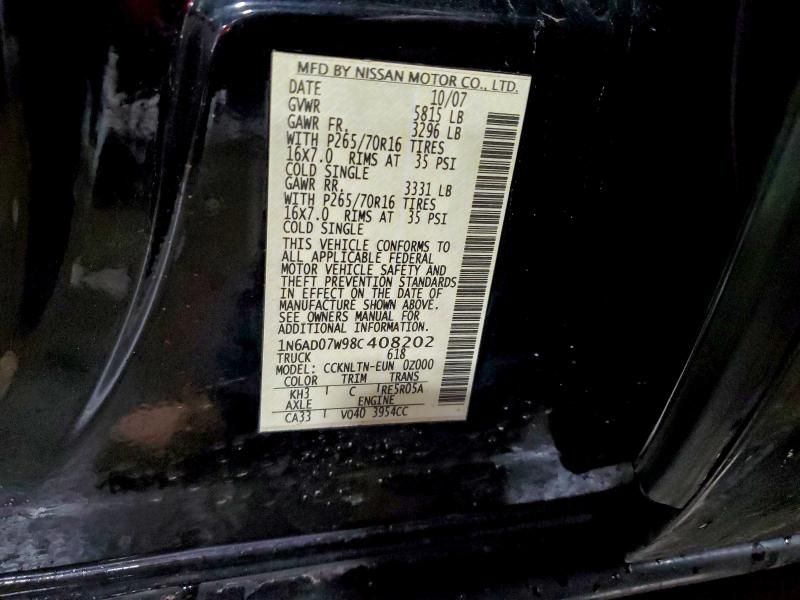 MFD BY NISSAN MOTOR CO., LTD.
DATE 10/07
GVWR 5815 LB
GAWR FR. 3296 LB
WITH P265/70R16 TIRES
16X7.0 RIMS AT 35 PSI
COLD SINGLE
GAWR RR. 3331 LB
WITH P265/70R16 TIRES
16X7.0 RIMS AT 35 PSI
COLD SINGLE
THIS VEHICLE CONFORMS TO
ALL APPLICABLE FEDERAL
MOTOR VEHICLE SAFETY AND
THEFT PREVENTION STANDARDS
IN EFFECT ON THE DATE OF
MANUFACTURE SHOWN ABOVE.
SEE OWNERS MANUAL FOR
ADDITIONAL INFORMATION.
1N6AD07W98C408202
TRUCK 618
MODEL: CCKNLTN-EUN 0Z000
COLOR TRIM TRANS
KH3 C RE5R05A
AXLE ENGINE
CA33 VQ40 3954CC